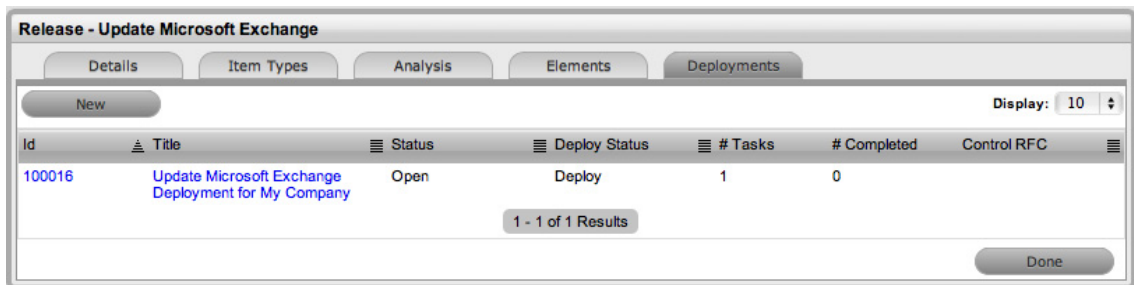 Release - Update Microsoft Exchange
Details Item Types Analysis Elements Deployments
New Display: 10
Id Title Status Deploy Status # Tasks # Completed Control RFC
100016 Update Microsoft Exchange Open Deploy 1 0
Deployment for My Company
1 - 1 of 1 Results
Done